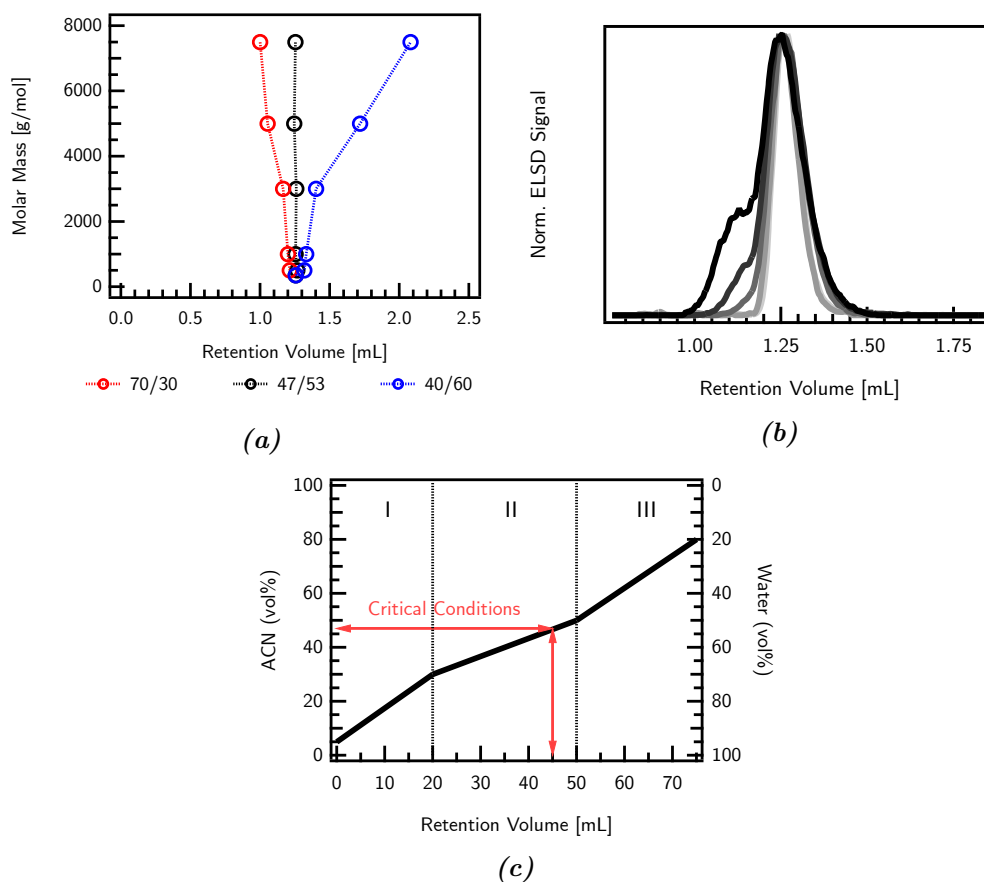 8000
6000
4000
2000
0
Molar Mass [g/mol]
0.0 0.5 1.0 1.5 2.0 2.5
Retention Volume [mL]
70/30 47/53 40/60
(a)
Norm. ELSD Signal
1.00 1.25 1.50 1.75
Retention Volume [mL]
(b)
100
80
60
40
20
0
ACN (vol%)
I II III
Critical Conditions
0
20
40
60
80
100
Water (vol%)
0 10 20 30 40 50 60 70
Retention Volume [mL]
(c)